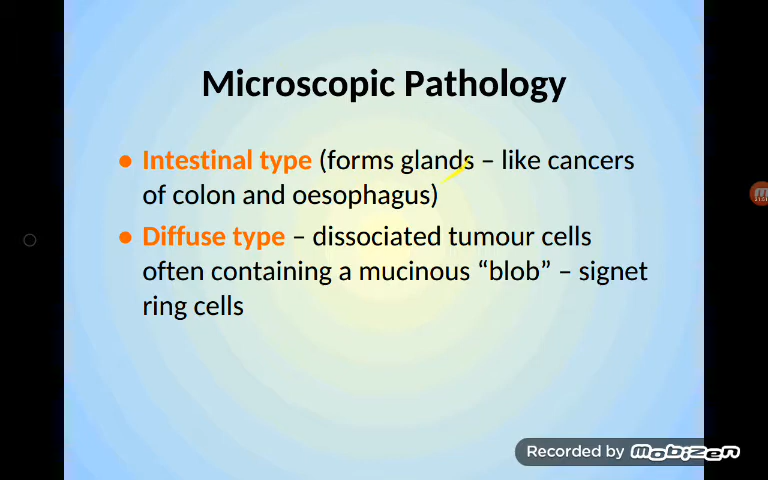 Microscopic Pathology
● Intestinal type (forms glands – like cancers
of colon and oesophagus)
● Diffuse type – dissociated tumour cells
often containing a mucinous “blob” – signet
ring cells
Recorded by mobizen